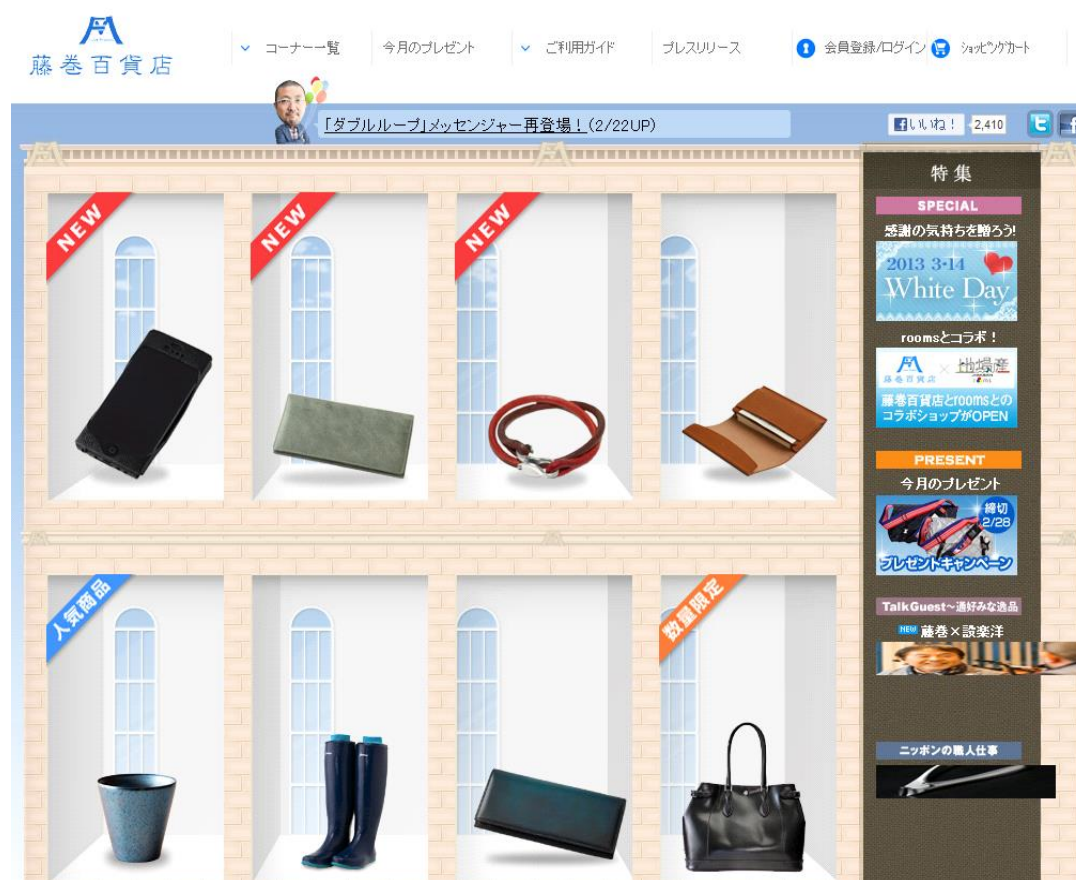 藤巻百貨店
コーナー一覧
今月のプレゼント
ご利用ガイド
プレスリリース
会員登録/ログイン
ショッピングカート
「ダブルループ」メッセンジャー再登場！(2/22UP)
いいね！
2,410
特集
SPECIAL
感謝の気持ちを贈ろう!
2013 3・14
White Day
roomsとコラボ！
藤巻百貨店 × 地場産
藤巻百貨店とroomsとの
コラボショップがOPEN
PRESENT
今月のプレゼント
締切
2/28
プレゼントキャンペーン
TalkGuest～通好みな逸品
NEW 藤巻×設楽洋
ニッポンの職人仕事
NEW
NEW
NEW
人気商品
数量限定